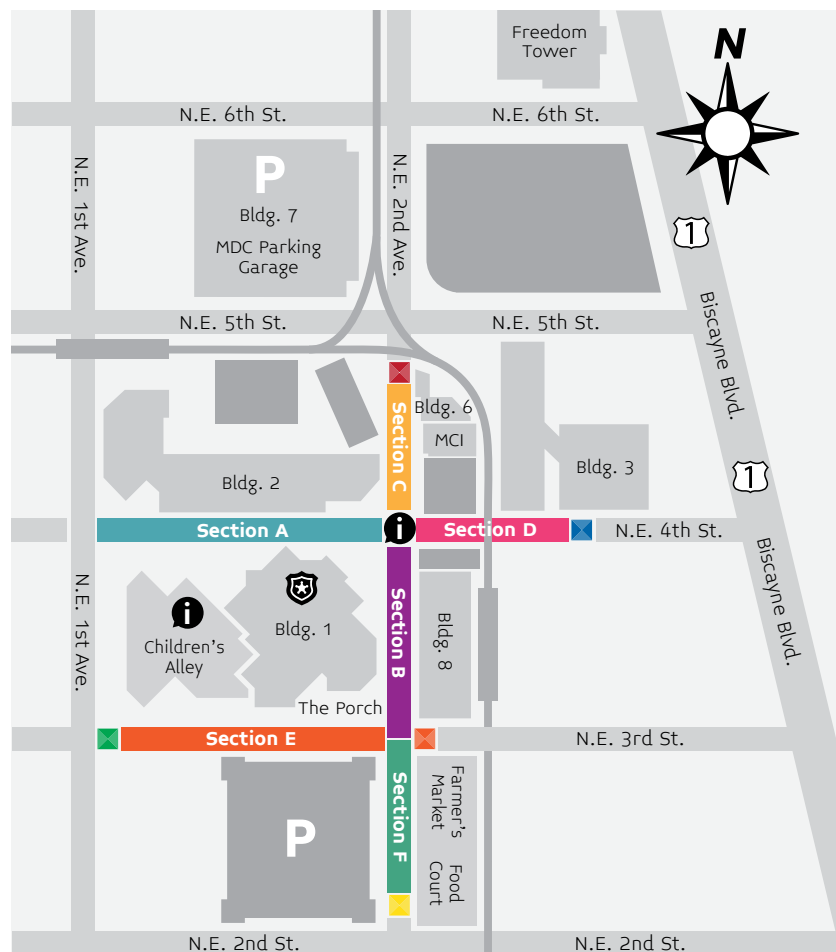 Freedom
Tower
N
N.E. 6th St.
N.E. 6th St.
N.E. 1st Ave.
P
Bldg. 7
MDC Parking
Garage
N.E. 2nd Ave.
1
Biscayne Blvd.
N.E. 5th St.
N.E. 5th St.
Section C
Bldg. 6
MCI
Bldg. 2
Bldg. 3
1
Section A
i
Section D
N.E. 4th St.
N.E. 1st Ave.
i
Children's
Alley
Bldg. 1
Section B
Bldg. 8
Biscayne Blvd.
The Porch
Section E
N.E. 3rd St.
P
Section F
Farmer's
Market
Food
Court
N.E. 2nd St.
N.E. 2nd St.